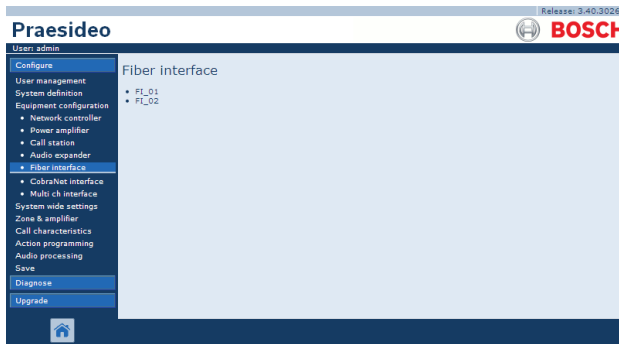 Release: 3.40.3026
Praesideo
BOSCH
User: admin
Configure
User management
System definition
Equipment configuration
• Network controller
• Power amplifier
• Call station
• Audio expander
• Fiber interface
• CobraNet interface
• Multi ch interface
System wide settings
Zone & amplifier
Call characteristics
Action programming
Audio processing
Save
Diagnose
Upgrade
Fiber interface
• FI_01
• FI_02